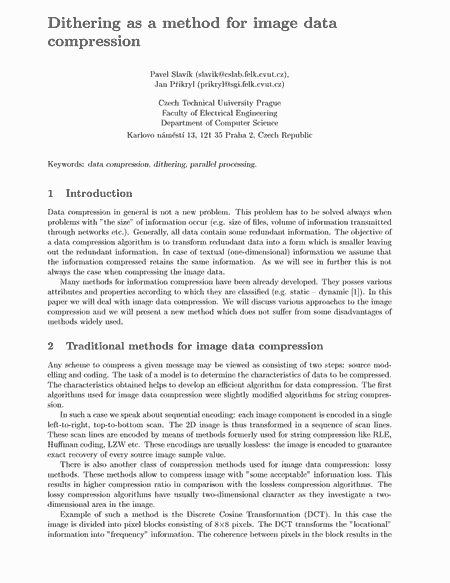 Dithering as a method for image data
compression
Pavel Slavík (slavik@cslab.felk.cvut.cz),
Jan Přikryl (prikryl@sgi.felk.cvut.cz)
Czech Technical University Prague
Faculty of Electrical Engineering
Department of Computer Science
Karlovo náměstí 13, 121 35 Praha 2, Czech Republic
Keywords: data compression, dithering, parallel processing.
1 Introduction
Data compression in general is not a new problem. This problem has to be solved always when
problems with "the size" of information occur (e.g. size of files, volume of information transmitted
through networks etc.). Generally, all data contain some redundant information. The objective of
a data compression algorithm is to transform redundant data into a form which is smaller leaving
out the redundant information. In case of textual (one-dimensional) information we assume that
the information compressed retains the same information. As we will see in further this is not
always the case when compressing the image data.
Many methods for information compression have been already developed. They posses various
attributes and properties according to which they are classified (e.g. static – dynamic [1]). In this
paper we will deal with image data compression. We will discuss various approaches to the image
compression and we will present a new method which does not suffer from some disadvantages of
methods widely used.
2 Traditional methods for image data compression
Any scheme to compress a given message may be viewed as consisting of two steps: source mod-
elling and coding. The task of a model is to determine the characteristics of data to be compressed.
The characteristics obtained helps to develop an efficient algorithm for data compression. The first
algorithms used for image data compression were slightly modified algorithms for string compres-
sion.
In such a case we speak about sequential encoding: each image component is encoded in a single
left-to-right, top-to-bottom scan. The 2D image is thus transformed in a sequence of scan lines.
These scan lines are encoded by means of methods formerly used for string compression like RLE,
Huffman coding, LZW etc. These encodings are usually lossless: the image is encoded to guarantee
exact recovery of every source image sample value.
There is also another class of compression methods used for image data compression: lossy
methods. These methods allow to compress image with "some acceptable" information loss. This
results in higher compression ratio in comparison with the lossless compression algorithms. The
lossy compression algorithms have usually two-dimensional character as they investigate a two-
dimensional area in the image.
Example of such a method is the Discrete Cosine Transformation (DCT). In this case the
image is divided into pixel blocks consisting of 8×8 pixels. The DCT transforms the "locational"
information into "frequency" information. The coherence between pixels in the block results in the